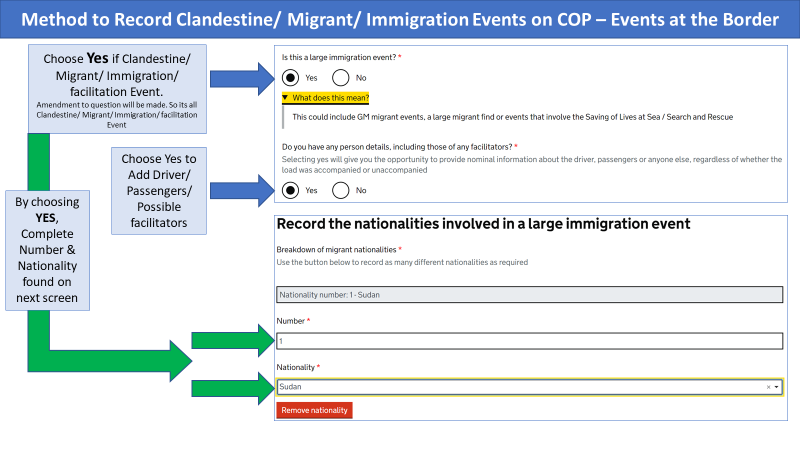 Method to Record Clandestine/ Migrant/ Immigration Events on COP – Events at the Border
Choose Yes if Clandestine/
Migrant/ Immigration/
facilitation Event.
Amendment to question will be made. So its all
Clandestine/ Migrant/ Immigration/ facilitation
Event
Choose Yes to
Add Driver/
Passengers/
Possible
facilitators
By choosing
YES,
Complete
Number &
Nationality
found on
next screen
Is this a large immigration event? *
Yes No
▼ What does this mean?
This could include GM migrant events, a large migrant find or events that involve the Saving of Lives at Sea / Search and Rescue
Do you have any person details, including those of any facilitators? *
Selecting yes will give you the opportunity to provide nominal information about the driver, passengers or anyone else, regardless of whether the
load was accompanied or unaccompanied
Yes No
Record the nationalities involved in a large immigration event
Breakdown of migrant nationalities *
Use the button below to record as many different nationalities as required
Nationality number: 1 - Sudan
Number *
1
Nationality *
Sudan
Remove nationality